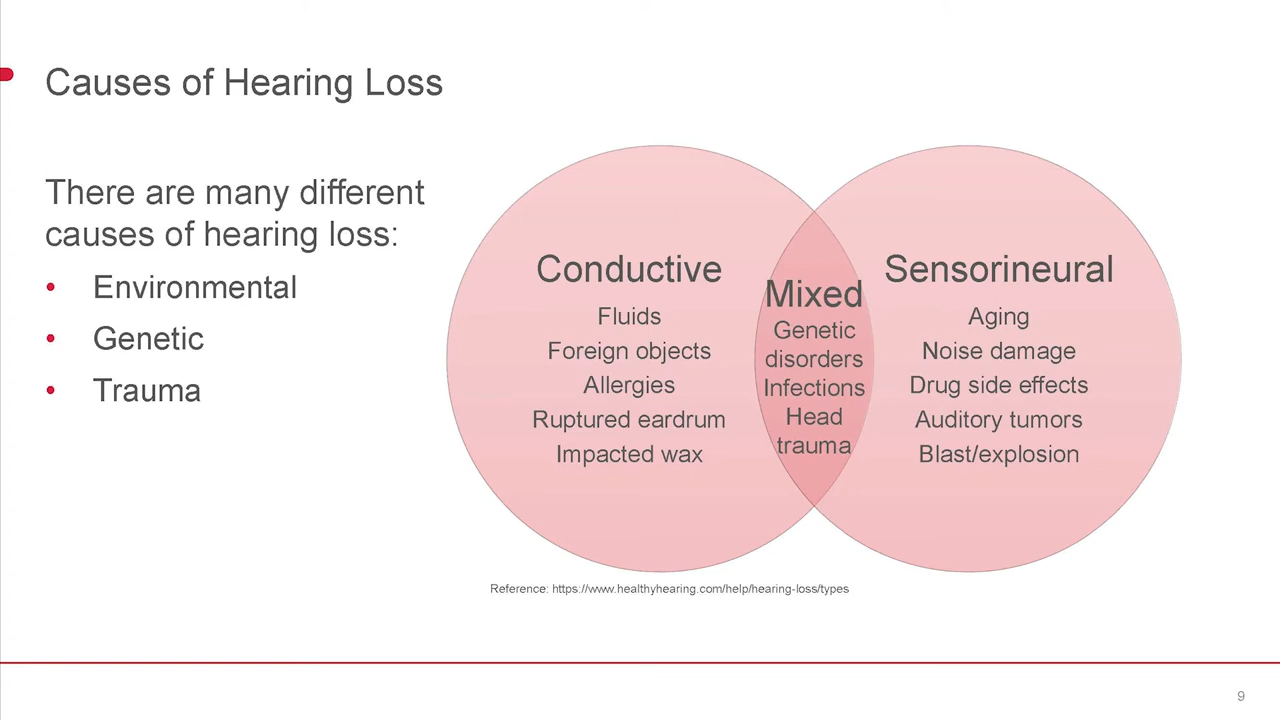 Causes of Hearing Loss
There are many different
causes of hearing loss:
• Environmental
• Genetic
• Trauma
Conductive
Fluids
Foreign objects
Allergies
Ruptured eardrum
Impacted wax
Mixed
Genetic
disorders
Infections
Head
trauma
Sensorineural
Aging
Noise damage
Drug side effects
Auditory tumors
Blast/explosion
Reference: https://www.healthyhearing.com/help/hearing-loss/types
9